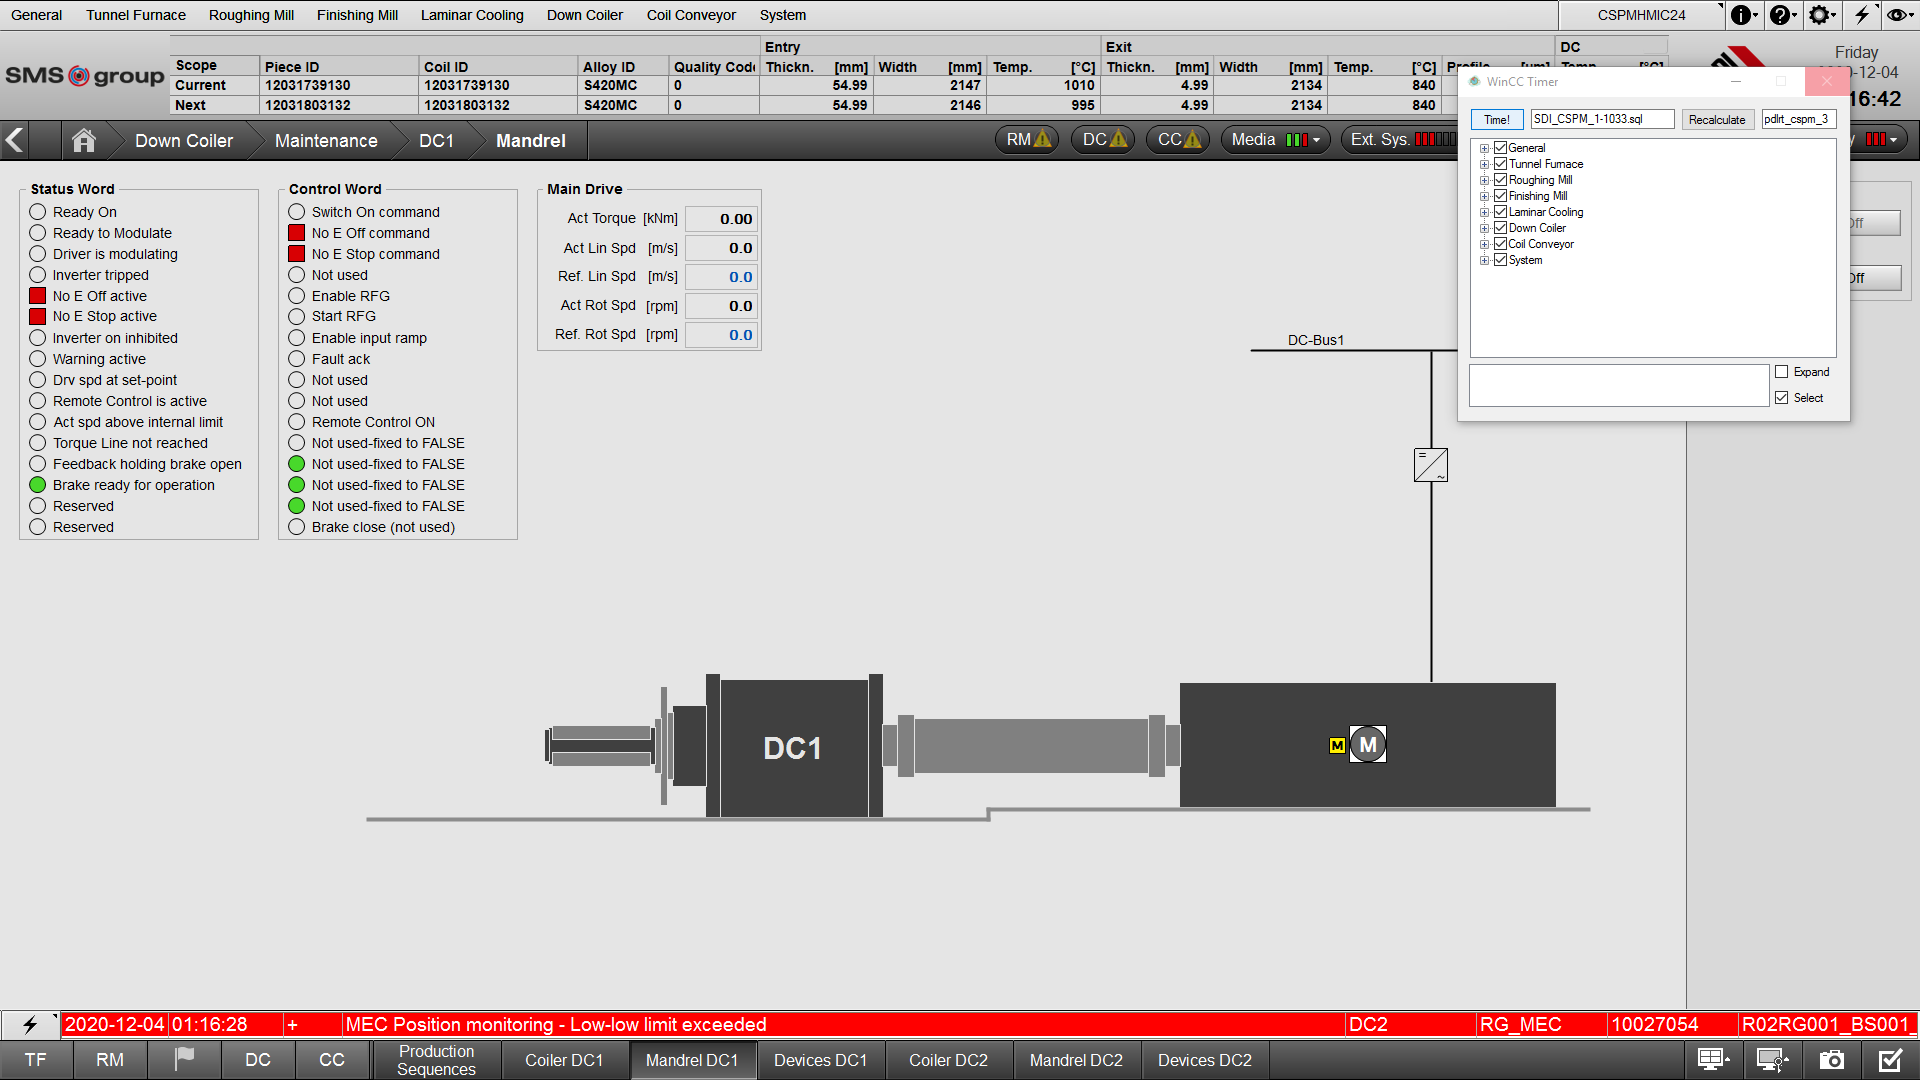 General Tunnel Furnace Roughing Mill Finishing Mill Laminar Cooling Down Coiler Coil Conveyor System CSPMHMIC24
SMS group
Entry Exit DC
Scope Piece ID Coil ID Alloy ID Quality Code Thickn. [mm] Width [mm] Temp. [°C] Thickn. [mm] Width [mm] Temp. [°C]
Current 12031739130 12031739130 S420MC 0 54.99 2147 1010 4.99 2134 840
Next 12031803132 12031803132 S420MC 0 54.99 2146 995 4.99 2134 840
Friday
-12-04
16:42
Down Coiler Maintenance DC1 Mandrel RM DC CC Media Ext. Sys.
WinCC Timer
Time! SDI_CSPM_1-1033.sql Recalculate pdlrt_cspm_3
General
Tunnel Furnace
Roughing Mill
Finishing Mill
Laminar Cooling
Down Coiler
Coil Conveyor
System
Expand
Select
Off
Off
Status Word
Ready On
Ready to Modulate
Driver is modulating
Inverter tripped
No E Off active
No E Stop active
Inverter on inhibited
Warning active
Drv spd at set-point
Remote Control is active
Act spd above internal limit
Torque Line not reached
Feedback holding brake open
Brake ready for operation
Reserved
Reserved
Control Word
Switch On command
No E Off command
No E Stop command
Not used
Enable RFG
Start RFG
Enable input ramp
Fault ack
Not used
Not used
Remote Control ON
Not used-fixed to FALSE
Not used-fixed to FALSE
Not used-fixed to FALSE
Not used-fixed to FALSE
Brake close (not used)
Main Drive
Act Torque [kNm] 0.00
Act Lin Spd [m/s] 0.0
Ref. Lin Spd [m/s] 0.0
Act Rot Spd [rpm] 0.0
Ref. Rot Spd [rpm] 0.0
DC-Bus1
= ~
DC1
M M
2020-12-04 01:16:28 + MEC Position monitoring - Low-low limit exceeded DC2 RG_MEC 10027054 R02RG001_BS001_
TF RM DC CC Production Sequences Coiler DC1 Mandrel DC1 Devices DC1 Coiler DC2 Mandrel DC2 Devices DC2